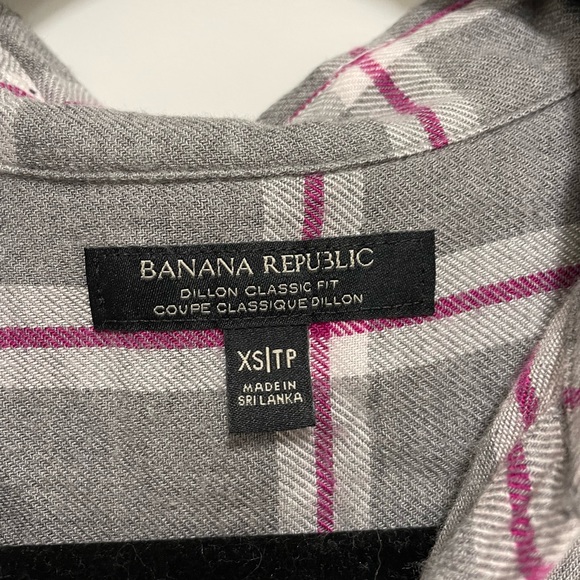 BANANA REPUBLIC
DILLON CLASSIC FIT
COUPE CLASSIQUE DILLON
XS|TP
MADE IN
SRI LANKA